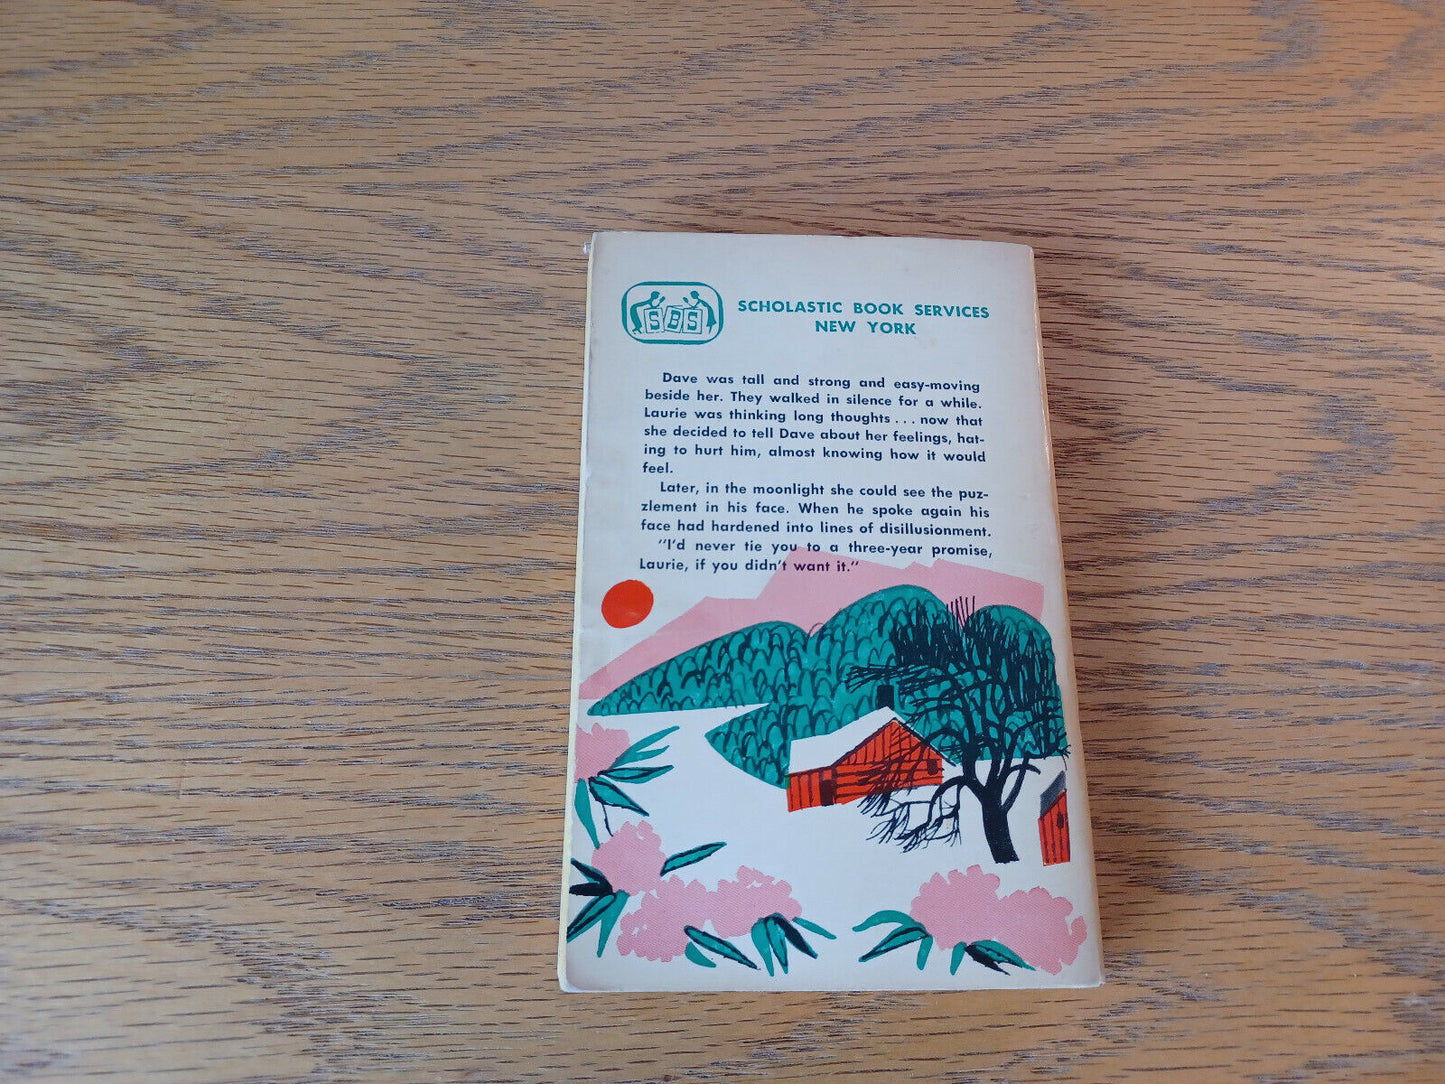 SBS
SCHOLASTIC BOOK SERVICES
NEW YORK
Dave was tall and strong and easy-moving
beside her. They walked in silence for a while.
Laurie was thinking long thoughts . . . now that
she decided to tell Dave about her feelings, hat-
ing to hurt him, almost knowing how it would
feel.
Later, in the moonlight she could see the puz-
zlement in his face. When he spoke again his
face had hardened into lines of disillusionment.
"I'd never tie you to a three-year promise,
Laurie, if you didn't want it."